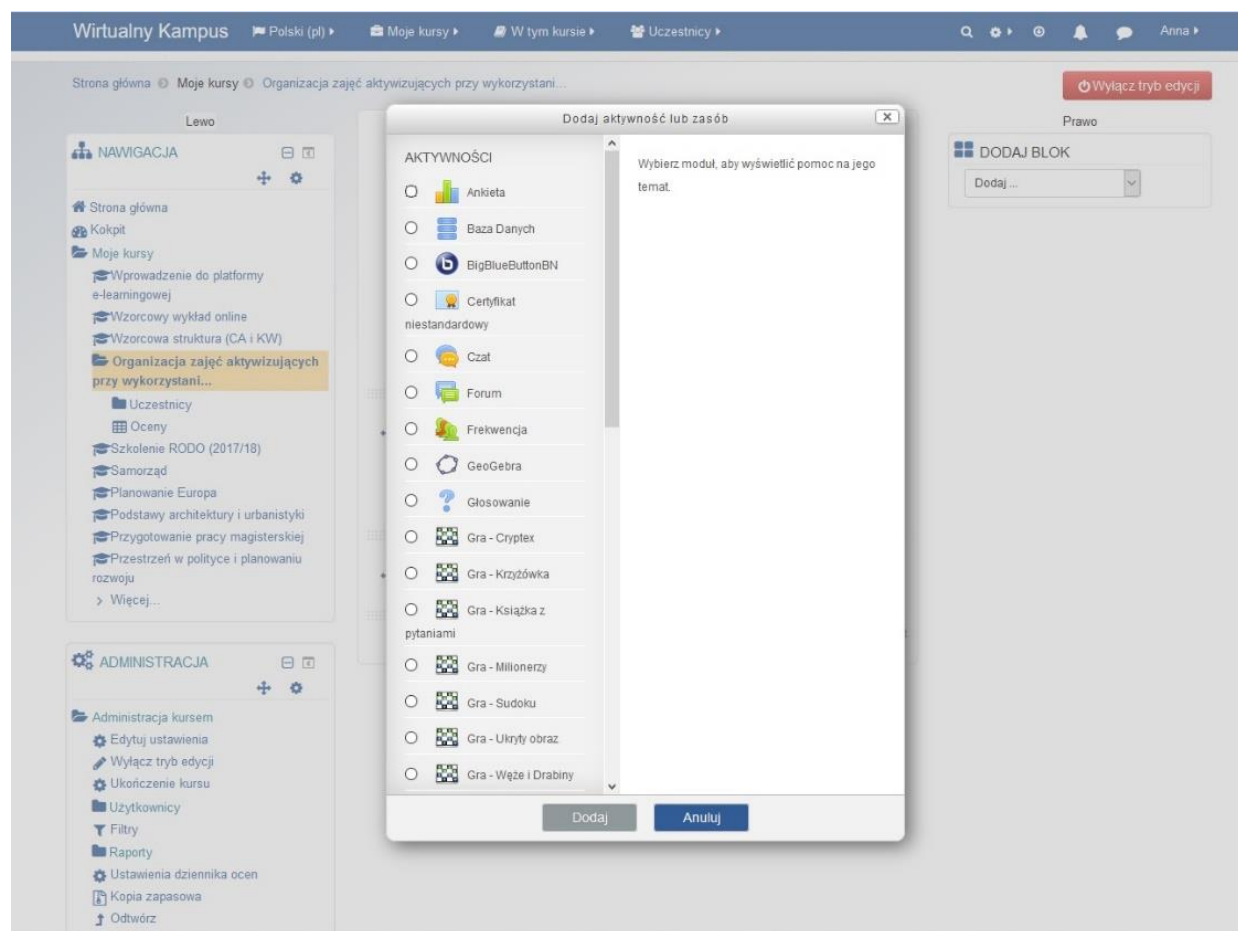 Wirtualny Kampus
Polski (pl)
Moje kursy
W tym kursie
Uczestnicy
Anna
Strona główna
Moje kursy
Organizacja zajęć aktywizujących przy wykorzystani...
Wyłącz tryb edycji
Lewo
NAWIGACJA
Strona główna
Kokpit
Moje kursy
Wprowadzenie do platformy
e-learningowej
Wzorcowy wykład online
Wzorcowa struktura (CA i KW)
Organizacja zajęć aktywizujących
przy wykorzystani...
Uczestnicy
Oceny
Szkolenie RODO (2017/18)
Samorząd
Planowanie Europa
Podstawy architektury i urbanistyki
Przygotowanie pracy magisterskiej
Przestrzeń w polityce i planowaniu
rozwoju
Więcej...
ADMINISTRACJA
Administracja kursem
Edytuj ustawienia
Wyłącz tryb edycji
Ukończenie kursu
Użytkownicy
Filtry
Raporty
Ustawienia dziennika ocen
Kopia zapasowa
Odtwórz
Dodaj aktywność lub zasób
AKTYWNOŚCI
Ankieta
Baza Danych
BigBlueButtonBN
Certyfikat
niestandardowy
Czat
Forum
Frekwencja
GeoGebra
Głosowanie
Gra - Cryptex
Gra - Krzyżówka
Gra - Książka z
pytaniami
Gra - Milionerzy
Gra - Sudoku
Gra - Ukryty obraz
Gra - Węże i Drabiny
Wybierz moduł, aby wyświetlić pomoc na jego
temat.
Dodaj
Anuluj
Prawo
DODAJ BLOK
Dodaj ...